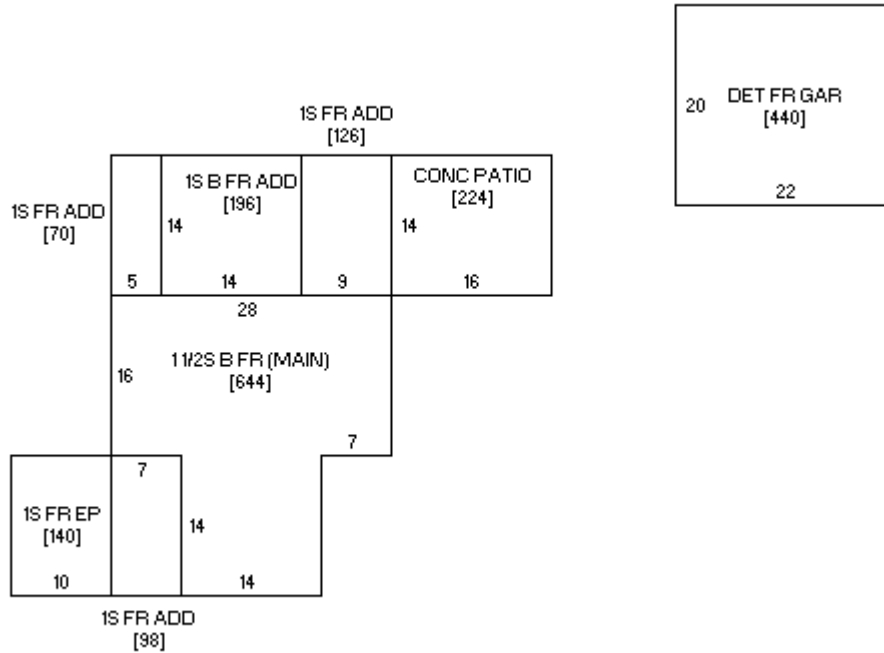 DET FR GAR
[440]
20
22
1S FR ADD
[126]
1S FR ADD
[70]
1S B FR ADD
[196]
14
CONC PATIO
[224]
14
5
14
9
16
28
11/2S B FR (MAIN)
[644]
16
7
7
1S FR EP
[140]
14
10
14
1S FR ADD
[98]